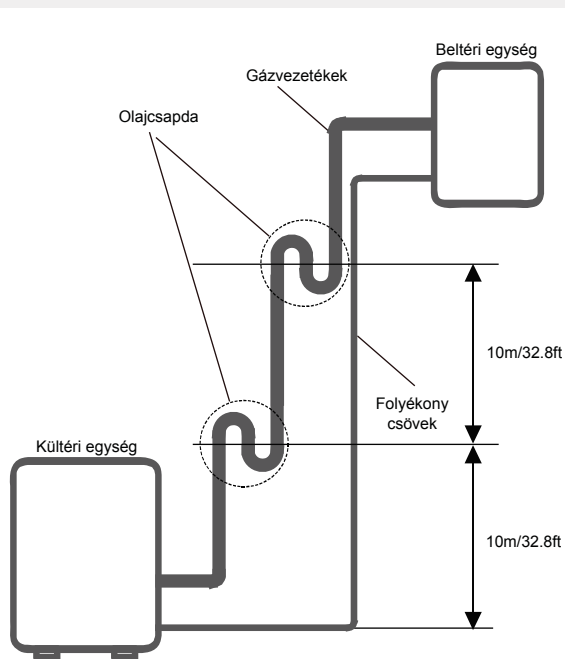 Beltéri egység
Gázvezetékek
Olajcsapda
10m/32.8ft
Folyékony
csövek
Kültéri egység
10m/32.8ft